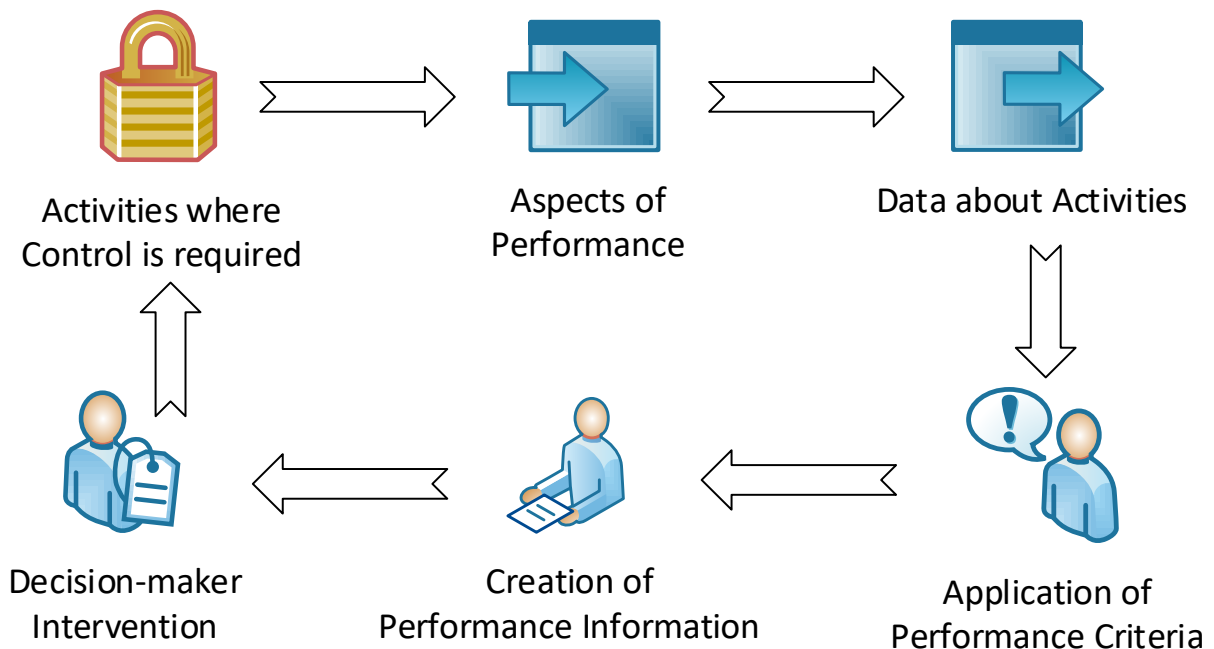 Activities where
Control is required
Aspects of
Performance
Data about Activities
Decision-maker
Intervention
Creation of
Performance Information
Application of
Performance Criteria